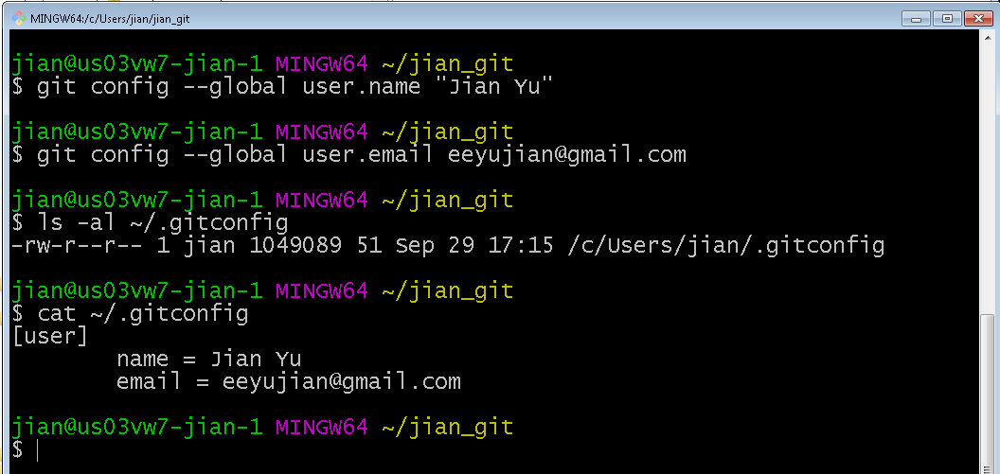 MINGW64:/c/Users/jian/jian_git
jian@us03vw7-jian-1 MINGW64 ~/jian_git
$ git config --global user.name "Jian Yu"
jian@us03vw7-jian-1 MINGW64 ~/jian_git
$ git config --global user.email eeyujian@gmail.com
jian@us03vw7-jian-1 MINGW64 ~/jian_git
$ ls -al ~/.gitconfig
-rw-r--r-- 1 jian 1049089 51 Sep 29 17:15 /c/Users/jian/.gitconfig
jian@us03vw7-jian-1 MINGW64 ~/jian_git
$ cat ~/.gitconfig
[user]
name = Jian Yu
email = eeyujian@gmail.com
jian@us03vw7-jian-1 MINGW64 ~/jian_git
$